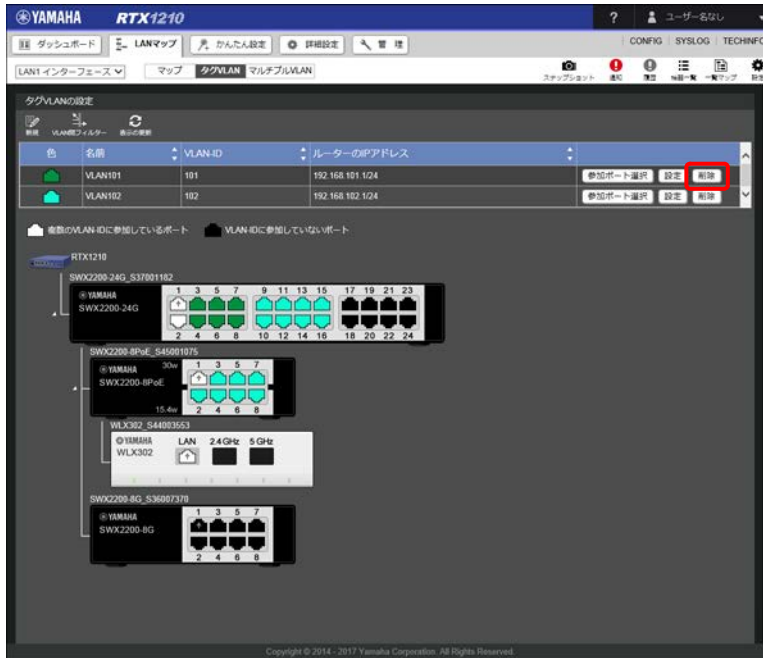 YAMAHA RTX1210 ? ユーザー名なし
ダッシュボード LANマップ かんたん設定 詳細設定 管理 CONFIG SYSLOG TECHINFO
LAN1 インターフェース マップ タグVLAN マルチプルVLAN スナップショット 通知 履歴 機器一覧 一覧マップ 設定
タグVLANの設定
新規 VLAN間フィルター 表示の更新
色 名前 VLAN-ID ルーターのIPアドレス
VLAN101 101 192.168.101.1/24 参加ポート選択 設定 削除
VLAN102 102 192.168.102.1/24 参加ポート選択 設定 削除
複数のVLAN-IDに参加しているポート VLAN-IDに参加していないポート
RTX1210
SWX2200-24G_S37001182
YAMAHA
SWX2200-24G
1 3 5 7 9 11 13 15 17 19 21 23
2 4 6 8 10 12 14 16 18 20 22 24
SWX2200-8PoE_S45001075
YAMAHA 30w 1 3 5 7
SWX2200-8PoE
15.4w 2 4 6 8
WLX302_S44003553
YAMAHA LAN 2.4 GHz 5 GHz
WLX302
SWX2200-8G_S36007370
YAMAHA 1 3 5 7
SWX2200-8G
2 4 6 8
Copyright © 2014 - 2017 Yamaha Corporation. All Rights Reserved.